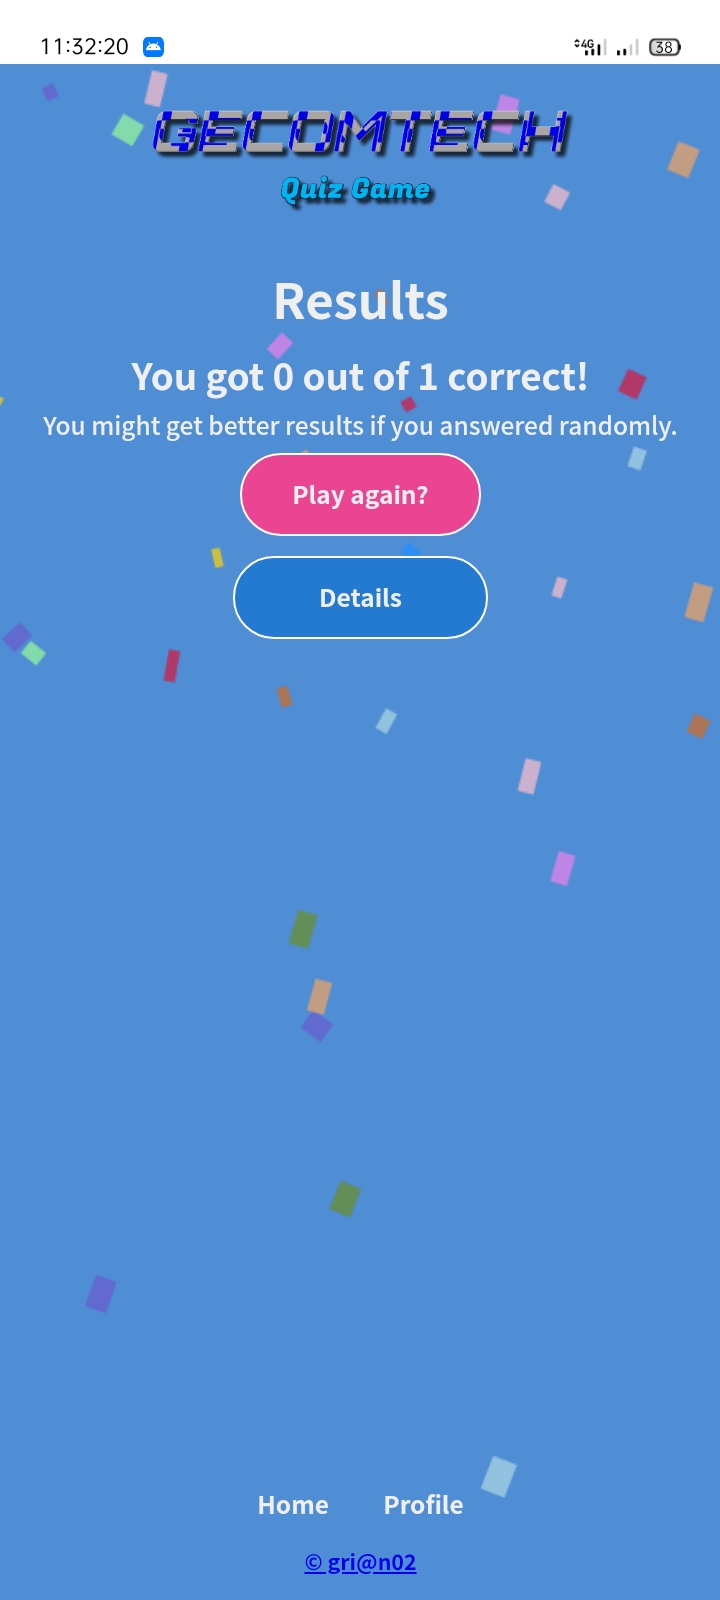 11:32:20
4G
38
GECOMTECH
Quiz Game
Results
You got 0 out of 1 correct!
You might get better results if you answered randomly.
Play again?
Details
Home Profile
© gri@n02